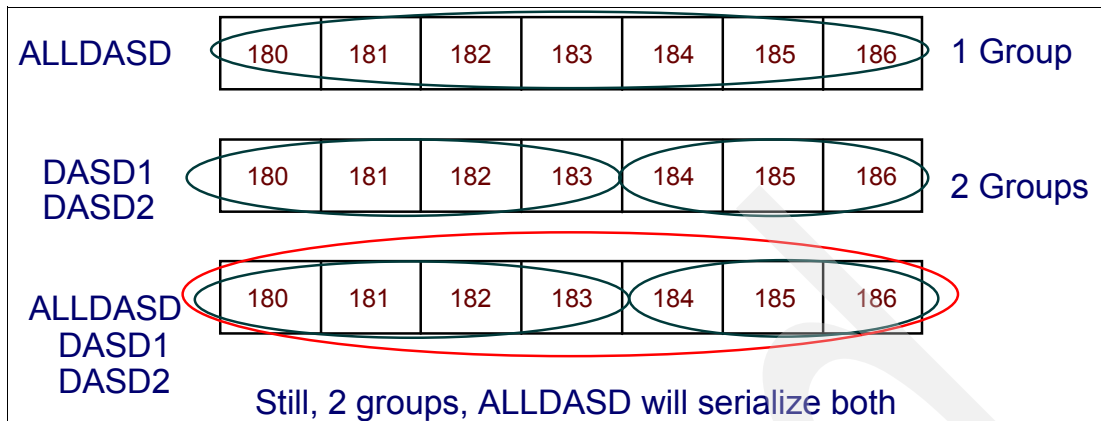 ALLDASD 180 181 182 183 184 185 186 1 Group
DASD1
DASD2
180 181 182 183 184 185 186 2 Groups
ALLDASD
DASD1
DASD2
180 181 182 183 184 185 186
Still, 2 groups, ALLDASD will serialize both